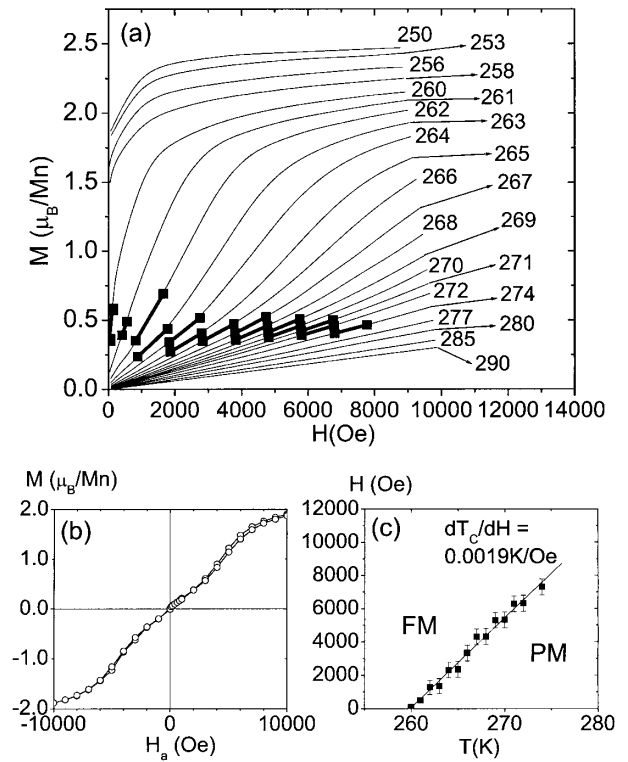 (a)
M (μB/Mn)
2.5
2.0
1.5
1.0
0.5
0.0
250
253
256
258
260
261
262
263
264
265
266
267
268
269
270
271
272
274
277
280
285
290
0 2000 4000 6000 8000 10000 12000 14000
H(Oe)
M (μB/Mn)
(b)
2.0
1.0
0.0
-1.0
-2.0
-10000 0 10000
Ha (Oe)
H (Oe)
(c)
12000
10000
8000
6000
4000
2000
0
dTC/dH =
0.0019K/Oe
FM
PM
260 270 280
T(K)